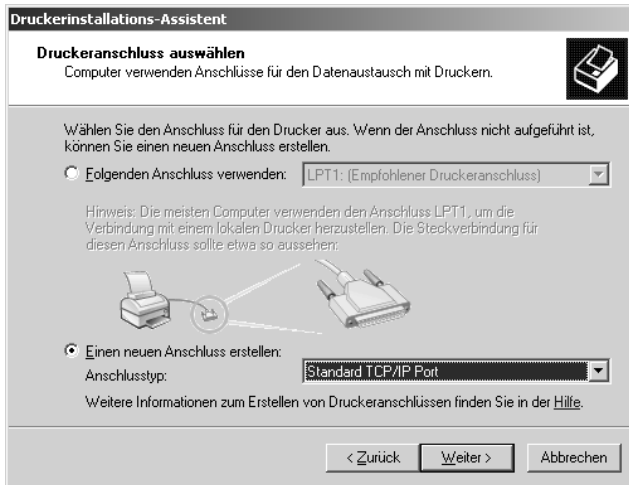 Druckerinstallations-Assistent
Druckeranschluss auswählen
Computer verwenden Anschlüsse für den Datenaustausch mit Druckern.
Wählen Sie den Anschluss für den Drucker aus. Wenn der Anschluss nicht aufgeführt ist,
können Sie einen neuen Anschluss erstellen.
Folgenden Anschluss verwenden: LPT1: (Empfohlener Druckeranschluss)
Hinweis: Die meisten Computer verwenden den Anschluss LPT1, um die
Verbindung mit einem lokalen Drucker herzustellen. Die Steckverbindung für
diesen Anschluss sollte etwa so aussehen:
Einen neuen Anschluss erstellen:
Anschlusstyp: Standard TCP/IP Port
Weitere Informationen zum Erstellen von Druckeranschlüssen finden Sie in der Hilfe.
< Zurück Weiter > Abbrechen